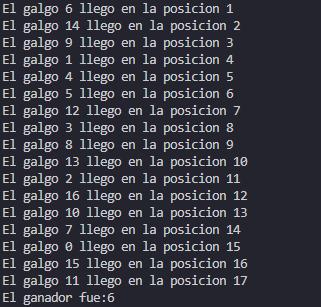 El galgo 6 llego en la posicion 1
El galgo 14 llego en la posicion 2
El galgo 9 llego en la posicion 3
El galgo 1 llego en la posicion 4
El galgo 4 llego en la posicion 5
El galgo 5 llego en la posicion 6
El galgo 12 llego en la posicion 7
El galgo 3 llego en la posicion 8
El galgo 8 llego en la posicion 9
El galgo 13 llego en la posicion 10
El galgo 2 llego en la posicion 11
El galgo 16 llego en la posicion 12
El galgo 10 llego en la posicion 13
El galgo 7 llego en la posicion 14
El galgo 0 llego en la posicion 15
El galgo 15 llego en la posicion 16
El galgo 11 llego en la posicion 17
El ganador fue:6